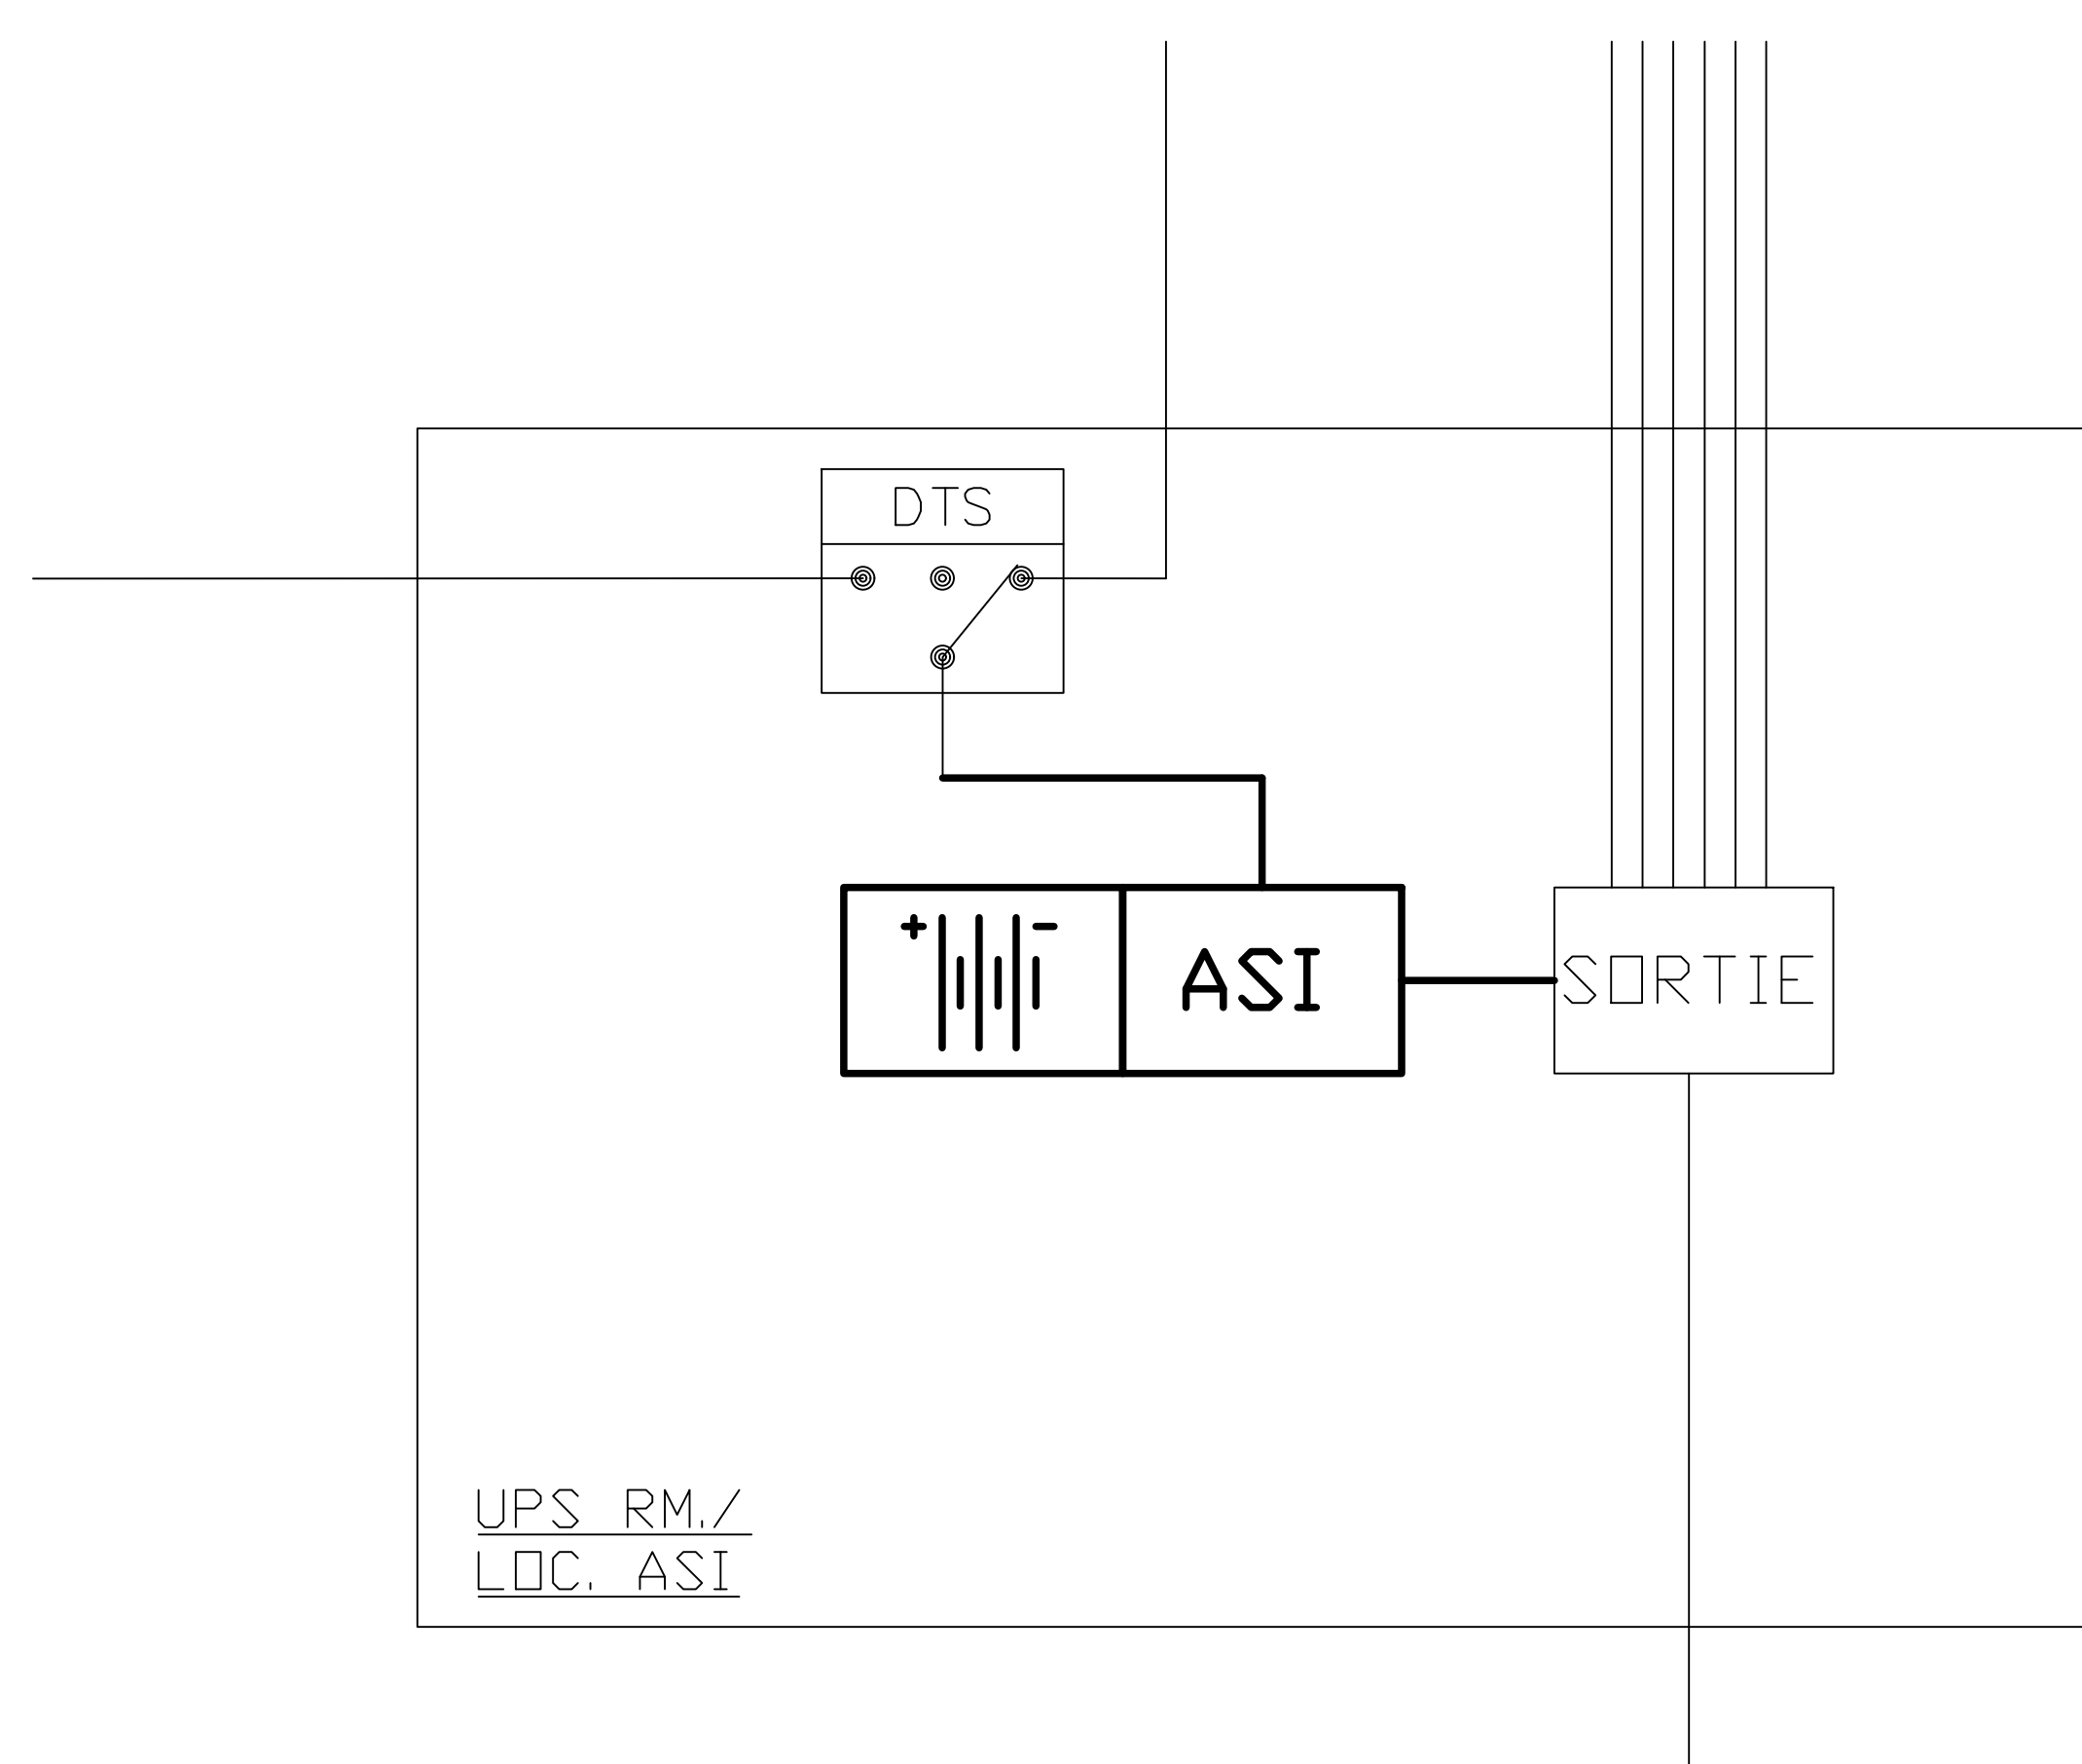 DTS
+ -
ASI
SORTIE
UPS RM./
LOC. ASI